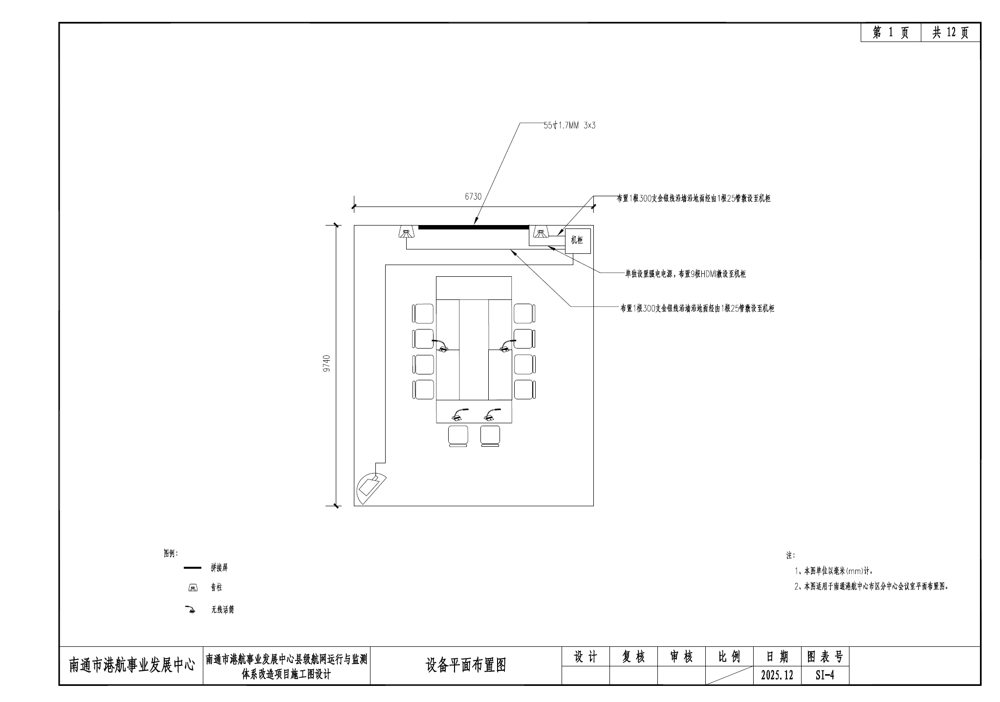 第 1 页 共 12 页
55寸1.7MM 3x3
6730
布置1根300支金银线沿墙沿地面经由1根25管敷设至机柜
机柜
单独设置强电电源，布置9根HDMI敷设至机柜
布置1根300支金银线沿墙沿地面经由1根25管敷设至机柜
9740
图例：
拼接屏
音柱
无线话筒
注：
1、本图单位以毫米(mm)计。
2、本图适用于南通港航中心市区分中心会议室平面布置图。
南通市港航事业发展中心
南通市港航事业发展中心县级航网运行与监测
体系改造项目施工图设计
设备平面布置图
设 计 复 核 审 核 比 例 日 期 图 表 号
2025.12 SI-4